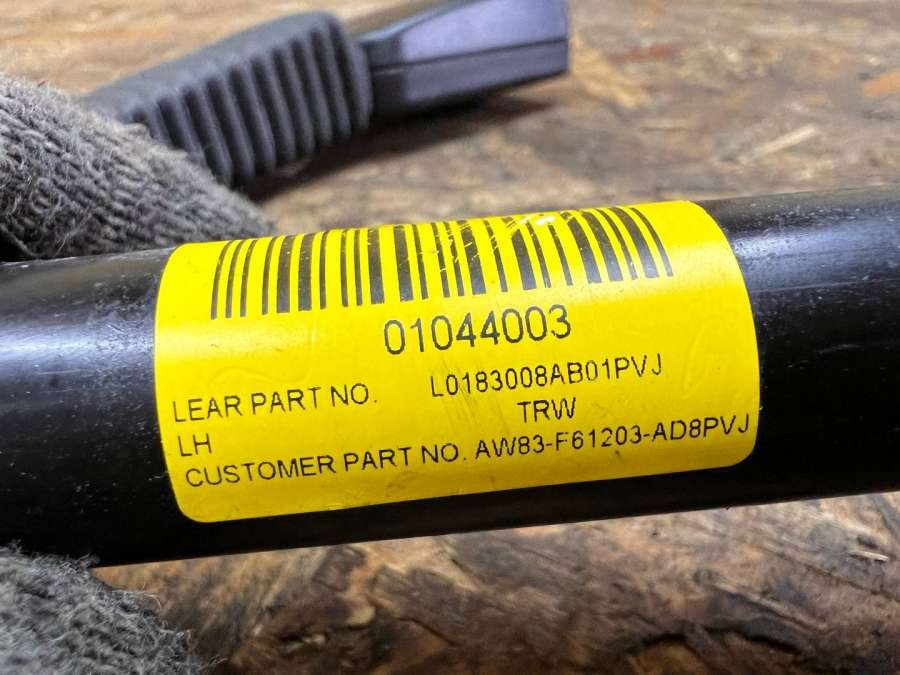 01044003
LEAR PART NO. L0183008AB01PVJ
LH TRW
CUSTOMER PART NO. AW83-F61203-AD8PVJ